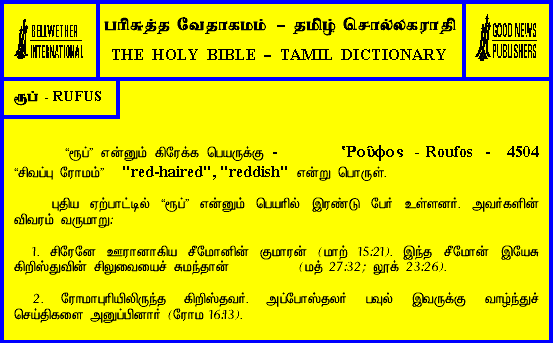 BELLWETHER
INTERNATIONAL
பரிசுத்த வேதாகமம் – தமிழ் சொல்லகராதி
THE HOLY BIBLE – TAMIL DICTIONARY
GOOD NEWS
PUBLISHERS
ரூப் - RUFUS
“ரூப்” என்னும் கிரேக்க பெயருக்கு - Ῥοῦφος - Roufos - 4504
“சிவப்பு ரோமம்” "red-haired", "reddish" என்று பொருள்.
புதிய ஏற்பாட்டில் “ரூப்” என்னும் பெயரில் இரண்டு பேர் உள்ளனர். அவர்களின்
விவரம் வருமாறு:
1. சிரேனே ஊரானாகிய சீமோனின் குமாரன் (மாற் 15:21). இந்த சீமோன் இயேசு
கிறிஸ்துவின் சிலுவையைச் சுமந்தான் (மத் 27:32; லூக் 23:26).
2. ரோமாபுரியிலிருந்த கிறிஸ்தவர். அப்போஸ்தலர் பவுல் இவருக்கு வாழ்த்துச்
செய்திகளை அனுப்பினார் (ரோம 16:13).